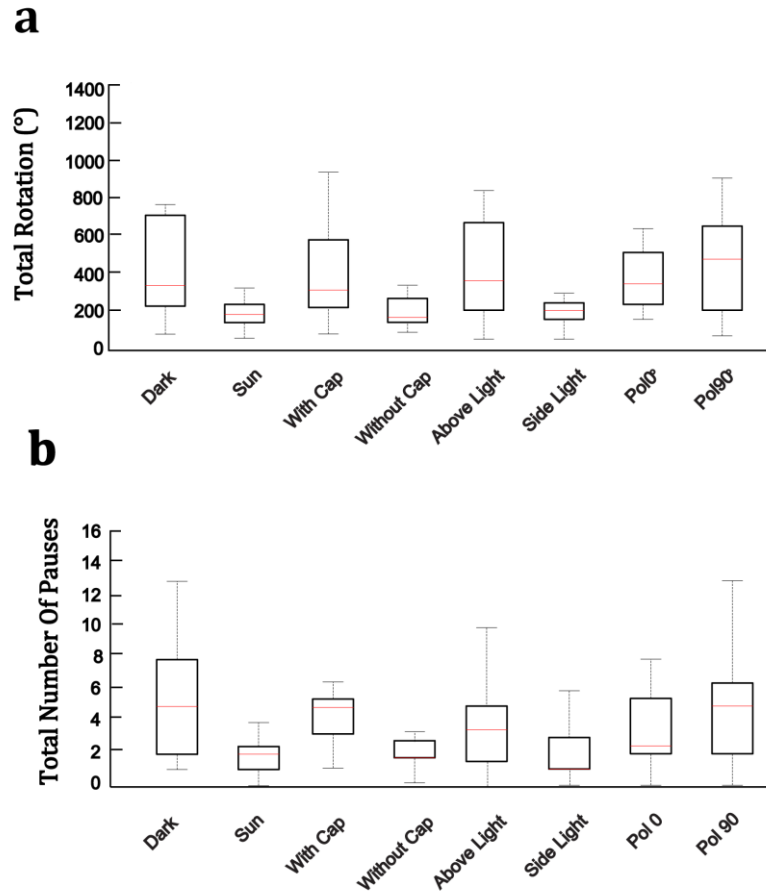 a
Total Rotation (°)
1400
1200
1000
800
600
400
200
0
Dark
Sun
With Cap
Without Cap
Above Light
Side Light
Pol0°
Pol90°
b
Total Number Of Pauses
16
14
12
10
8
6
4
2
0
Dark
Sun
With Cap
Without Cap
Above Light
Side Light
Pol 0
Pol 90